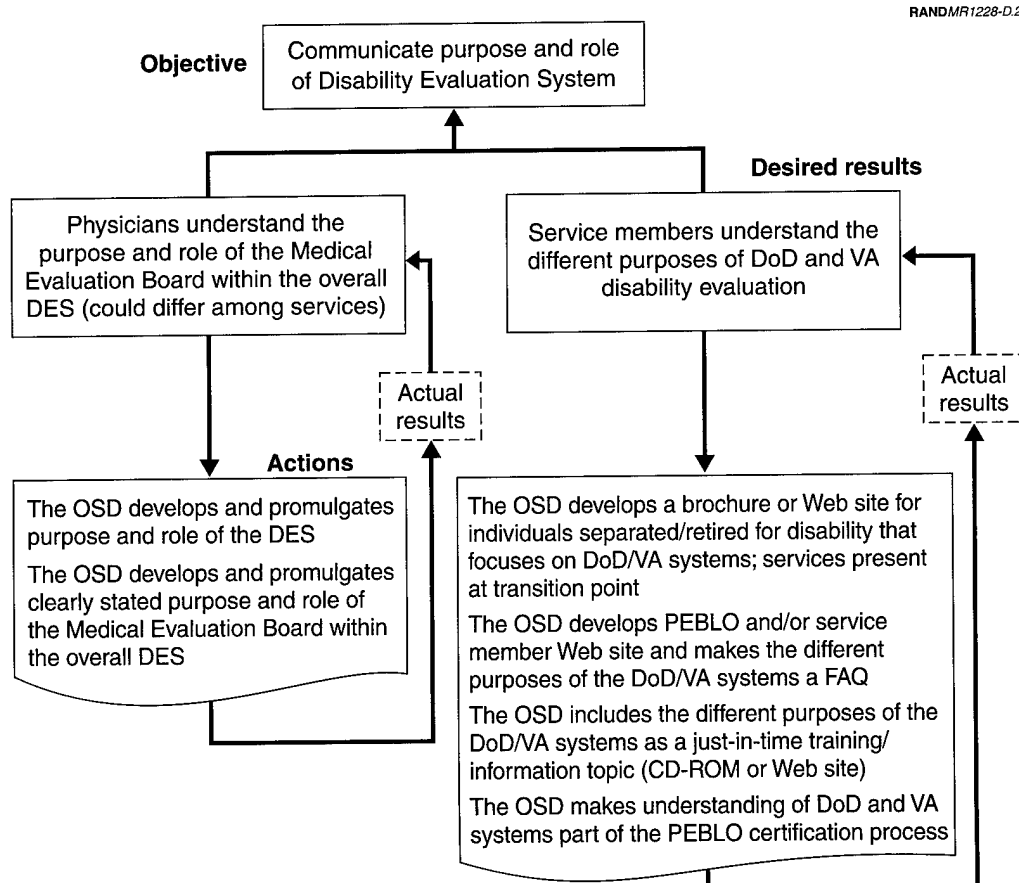 RANDMR1228-D.2
Objective
Communicate purpose and role
of Disability Evaluation System
Desired results
Physicians understand the
purpose and role of the Medical
Evaluation Board within the overall
DES (could differ among services)
Service members understand the
different purposes of DoD and VA
disability evaluation
Actual
results
Actual
results
Actions
The OSD develops and promulgates
purpose and role of the DES
The OSD develops and promulgates
clearly stated purpose and role of
the Medical Evaluation Board within
the overall DES
The OSD develops a brochure or Web site for
individuals separated/retired for disability that
focuses on DoD/VA systems; services present
at transition point
The OSD develops PEBLO and/or service
member Web site and makes the different
purposes of the DoD/VA systems a FAQ
The OSD includes the different purposes of the
DoD/VA systems as a just-in-time training/
information topic (CD-ROM or Web site)
The OSD makes understanding of DoD and VA
systems part of the PEBLO certification process